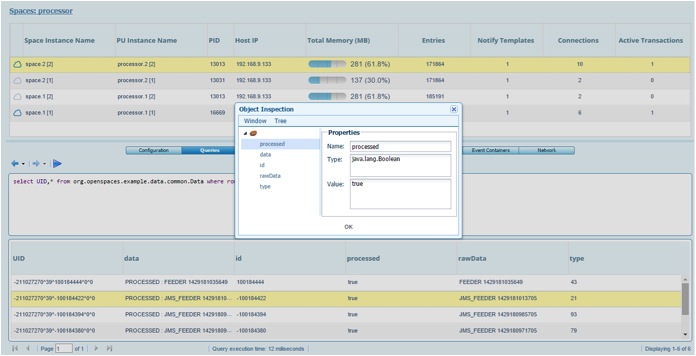 Spaces: processor
Space Instance Name PU Instance Name PID Host IP Total Memory (MB) Entries Notify Templates Connections Active Transactions
space.2 [2] processor.2 [2] 13013 192.168.9.133 281 (61.8%) 171864 1 10 1
space.2 [1] processor.2 [1] 13031 192.168.9.133 137 (30.0%) 171864 1 2 0
space.1 [2] processor.1 [2] 13013 192.168.9.133 281 (61.8%) 185191 1 2 0
space.1 [1] processor.1 [1] 16669 1 6 1
Object Inspection
Window Tree
processed
data
id
rawData
type
Properties
Name: processed
Type: java.lang.Boolean
Value: true
OK
Configuration Queries Event Containers Network
select UID,* from org.openspaces.example.data.common.Data where
UID data id processed rawData type
-211027270^39^-100184444^0^0 PROCESSED : FEEDER 1429181035649 100184444 true FEEDER 1429181035649 43
-211027270^39^-100184422^0^0 PROCESSED : JMS_FEEDER 14291810... -100184422 true JMS_FEEDER 1429181013705 21
-211027270^39^-100184394^0^0 PROCESSED : JMS_FEEDER 14291809... -100184394 true JMS_FEEDER 1429180985705 93
-211027270^39^-100184380^0^0 PROCESSED : JMS_FEEDER 14291809... -100184380 true JMS_FEEDER 1429180971705 79
Page 1 of 1 Query execution time: 12 miliseconds Displaying 1-6 of 6